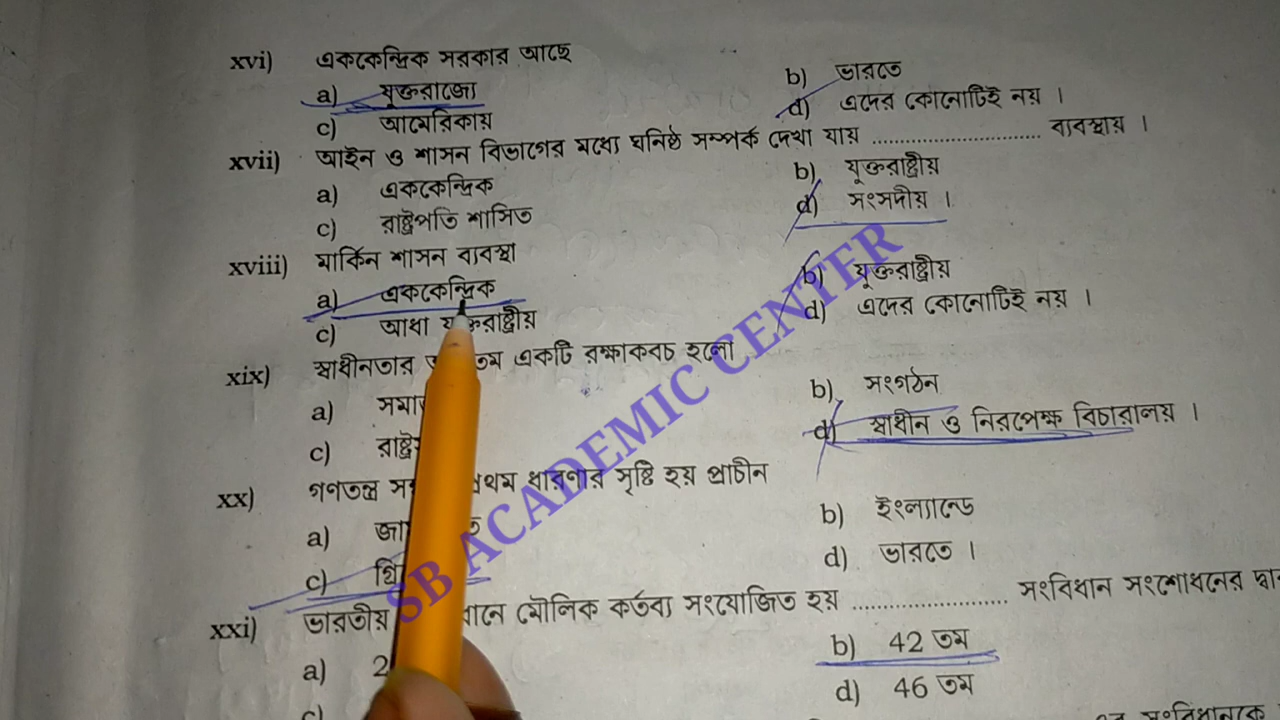 xvi) এককেন্দ্রিক সরকার আছে
a) যুক্তরাজ্যে b) ভারতে
c) আমেরিকায় d) এদের কোনোটিই নয় ।
xvii) আইন ও শাসন বিভাগের মধ্যে ঘনিষ্ঠ সম্পর্ক দেখা যায় .......................... ব্যবস্থায় ।
a) এককেন্দ্রিক b) যুক্তরাষ্ট্রীয়
c) রাষ্ট্রপতি শাসিত d) সংসদীয় ।
xviii) মার্কিন শাসন ব্যবস্থা
a) এককেন্দ্রিক b) যুক্তরাষ্ট্রীয়
c) আধা যুক্তরাষ্ট্রীয় d) এদের কোনোটিই নয় ।
xix) স্বাধীনতার একটি রক্ষাকবচ হলো
a) b) সংগঠন
c) d) স্বাধীন ও নিরপেক্ষ বিচারালয় ।
xx) গণতন্ত্র ধারণার সৃষ্টি হয় প্রাচীন
a) b) ইংল্যান্ডে
c) d) ভারতে ।
xxi) ভারতীয় মৌলিক কর্তব্য সংযোজিত হয় ........................ সংবিধান সংশোধনের
a) b) 42 তম
c) d) 46 তম
SB ACADEMIC CENTER